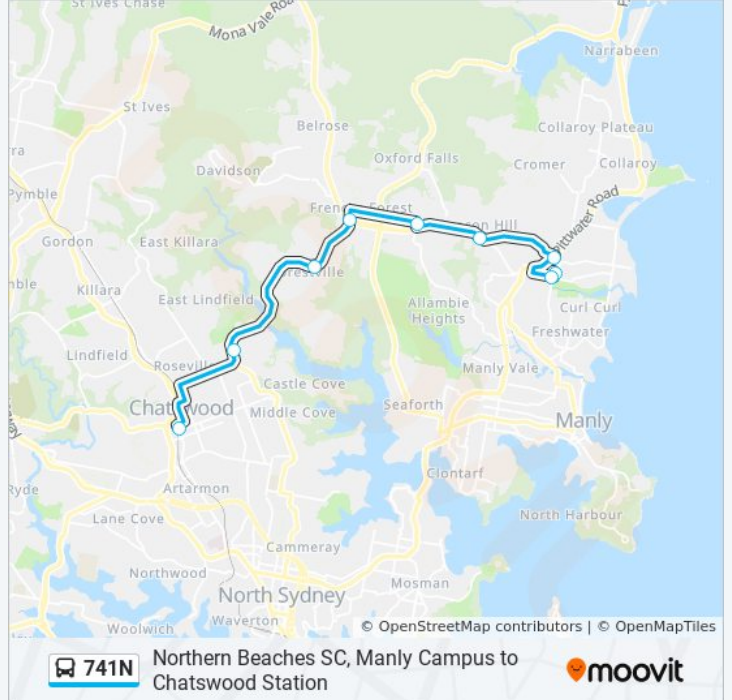 St Ives Chase
Mona Vale Roa
Narrabeen
St Ives
Belrose
Collaroy Plateau
Oxford Falls
Davidson
Cromer
Collaroy
Pymble
Pittwater Road
Gordon
East Killara
Killara
East Lindfield
Allambie
Heights
Curl Curl
Freshwater
Lindfield
Roseville
Manly Vale
Castle Cove
Chatswood
Middle Cove
Seaforth
Manly
Clontarf
Ryde
Artarmon
Lane Cove
North Harbour
Cammeray
Northwood
Mosman
North Sydney
Waverton
Woolwich
© OpenStreetMap contributors | © OpenMapTiles
741N
Northern Beaches SC, Manly Campus to
Chatswood Station
moovit